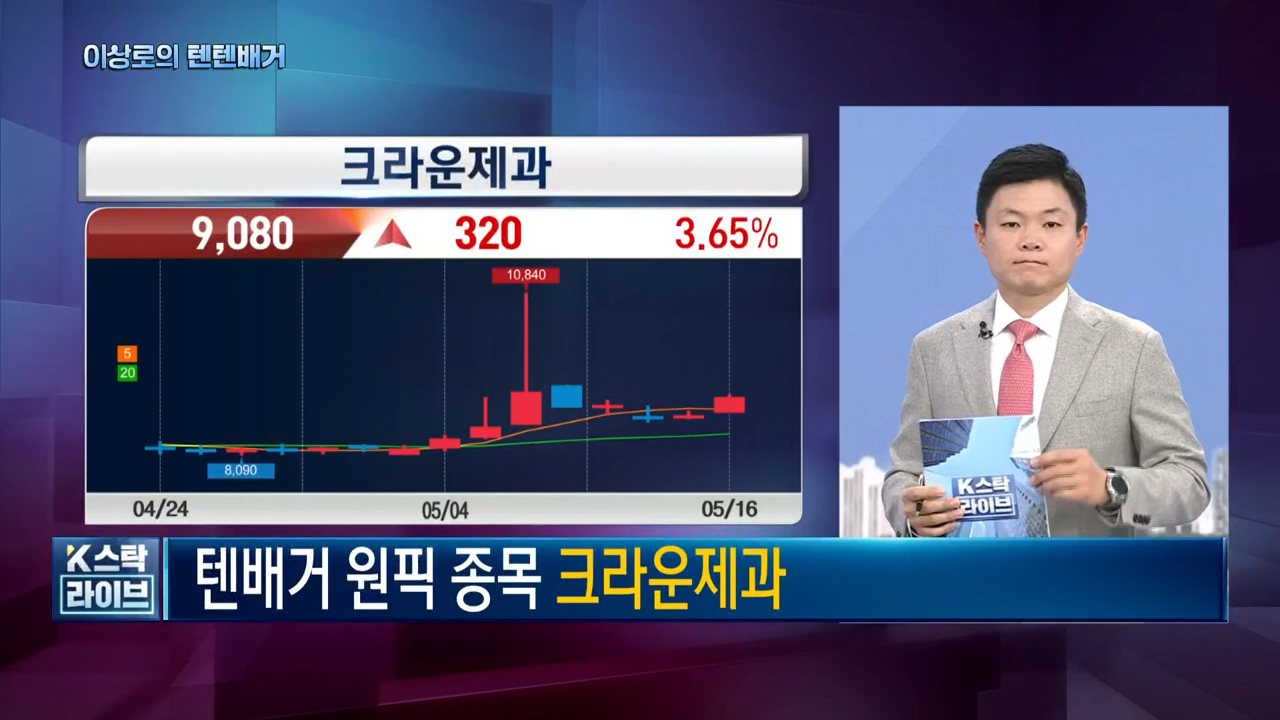 이상로의 텐텐배거
크라운제과
9,080 ▲ 320 3.65%
10,840
5
20
8,090
04/24 05/04 05/16
K스탁
라이브
K스탁
라이브
텐배거 원픽 종목 크라운제과